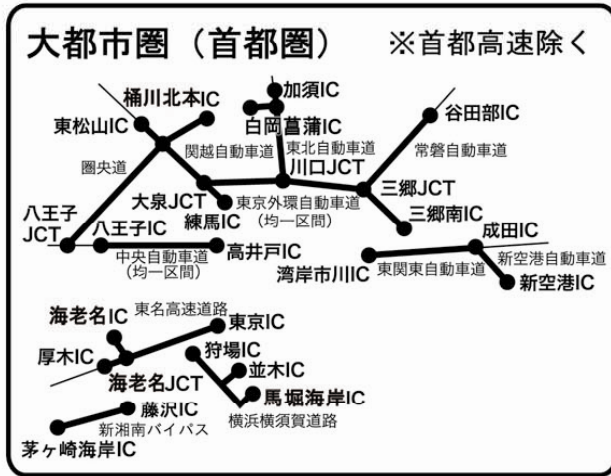 大都市圏（首都圏） ※首都高速除く
桶川北本IC
加須IC
東松山IC
白岡菖蒲IC
谷田部IC
圏央道
関越自動車道
東北自動車道
常磐自動車道
川口JCT
大泉JCT
三郷JCT
練馬IC
東京外環自動車道
（均一区間）
三郷南IC
八王子
JCT
八王子IC
成田IC
中央自動車道
（均一区間）
高井戸IC
湾岸市川IC
東関東自動車道
新空港自動車道
新空港IC
海老名IC
東名高速道路
東京IC
厚木IC
狩場IC
海老名JCT
並木IC
馬堀海岸IC
藤沢IC
横浜横須賀道路
新湘南バイパス
茅ヶ崎海岸IC